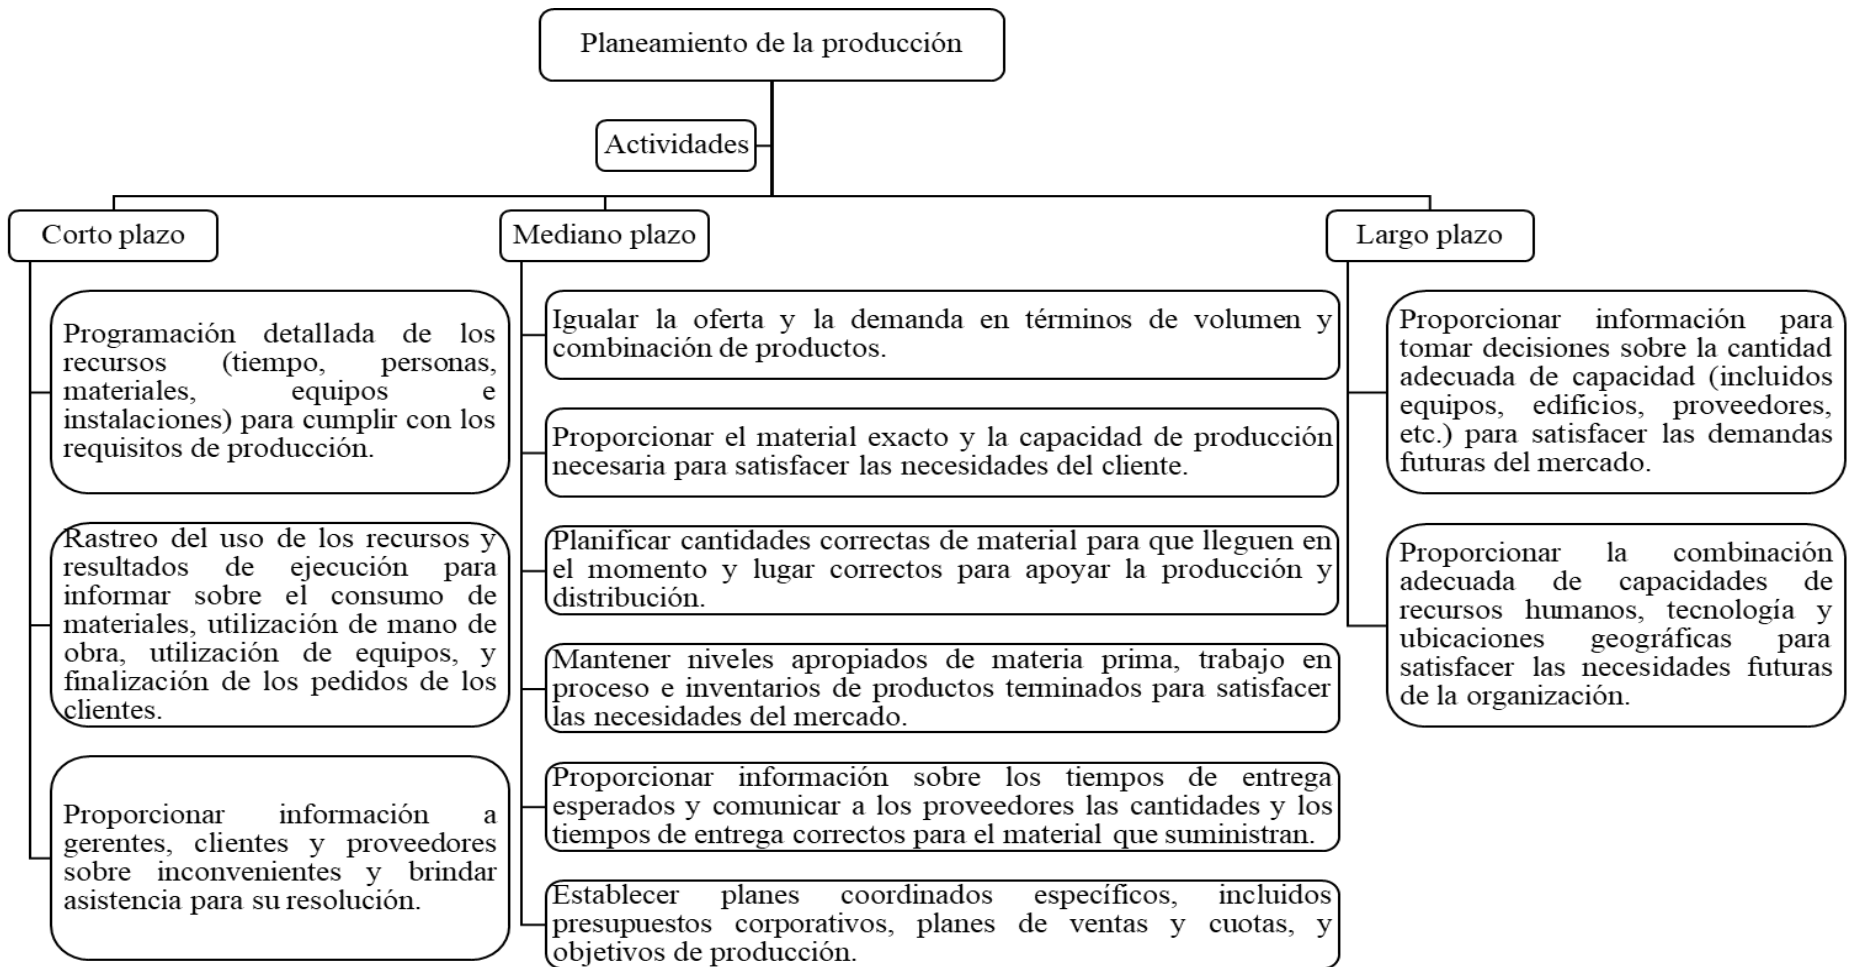 Planeamiento de la producción
Actividades
Corto plazo
Programación detallada de los
recursos (tiempo, personas,
materiales, equipos e
instalaciones) para cumplir con los
requisitos de producción.
Rastreo del uso de los recursos y
resultados de ejecución para
informar sobre el consumo de
materiales, utilización de mano de
obra, utilización de equipos, y
finalización de los pedidos de los
clientes.
Proporcionar información a
gerentes, clientes y proveedores
sobre inconvenientes y brindar
asistencia para su resolución.
Mediano plazo
Igualar la oferta y la demanda en términos de volumen y
combinación de productos.
Proporcionar el material exacto y la capacidad de producción
necesaria para satisfacer las necesidades del cliente.
Planificar cantidades correctas de material para que lleguen en
el momento y lugar correctos para apoyar la producción y
distribución.
Mantener niveles apropiados de materia prima, trabajo en
proceso e inventarios de productos terminados para satisfacer
las necesidades del mercado.
Proporcionar información sobre los tiempos de entrega
esperados y comunicar a los proveedores las cantidades y los
tiempos de entrega correctos para el material que suministran.
Establecer planes coordinados específicos, incluidos
presupuestos corporativos, planes de ventas y cuotas, y
objetivos de producción.
Largo plazo
Proporcionar información para
tomar decisiones sobre la cantidad
adecuada de capacidad (incluidos
equipos, edificios, proveedores,
etc.) para satisfacer las demandas
futuras del mercado.
Proporcionar la combinación
adecuada de capacidades de
recursos humanos, tecnología y
ubicaciones geográficas para
satisfacer las necesidades futuras
de la organización.